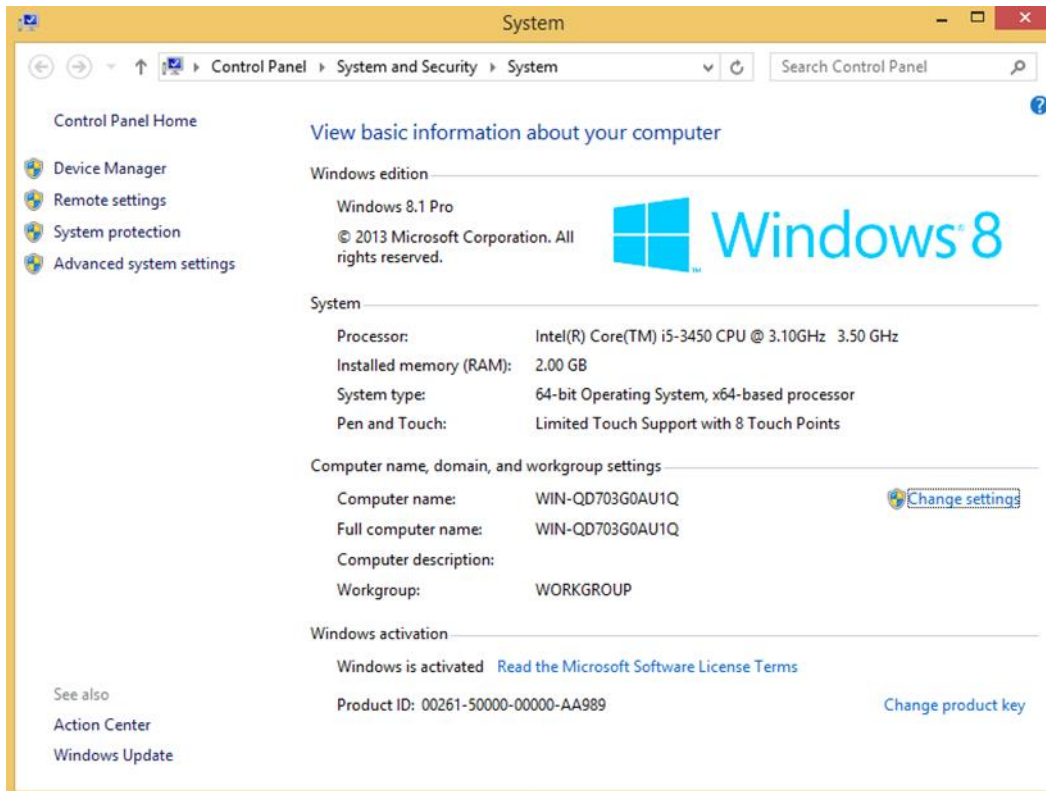 System
Control Panel System and Security System
Search Control Panel
Control Panel Home
Device Manager
Remote settings
System protection
Advanced system settings
View basic information about your computer
Windows edition
Windows 8.1 Pro
© 2013 Microsoft Corporation. All
rights reserved.
Windows® 8
TM
System
Processor: Intel(R) Core(TM) i5-3450 CPU @ 3.10GHz 3.50 GHz
Installed memory (RAM): 2.00 GB
System type: 64-bit Operating System, x64-based processor
Pen and Touch: Limited Touch Support with 8 Touch Points
Computer name, domain, and workgroup settings
Computer name: WIN-QD703G0AU1Q Change settings
Full computer name: WIN-QD703G0AU1Q
Computer description:
Workgroup: WORKGROUP
Windows activation
Windows is activated Read the Microsoft Software License Terms
Product ID: 00261-50000-00000-AA989 Change product key
See also
Action Center
Windows Update